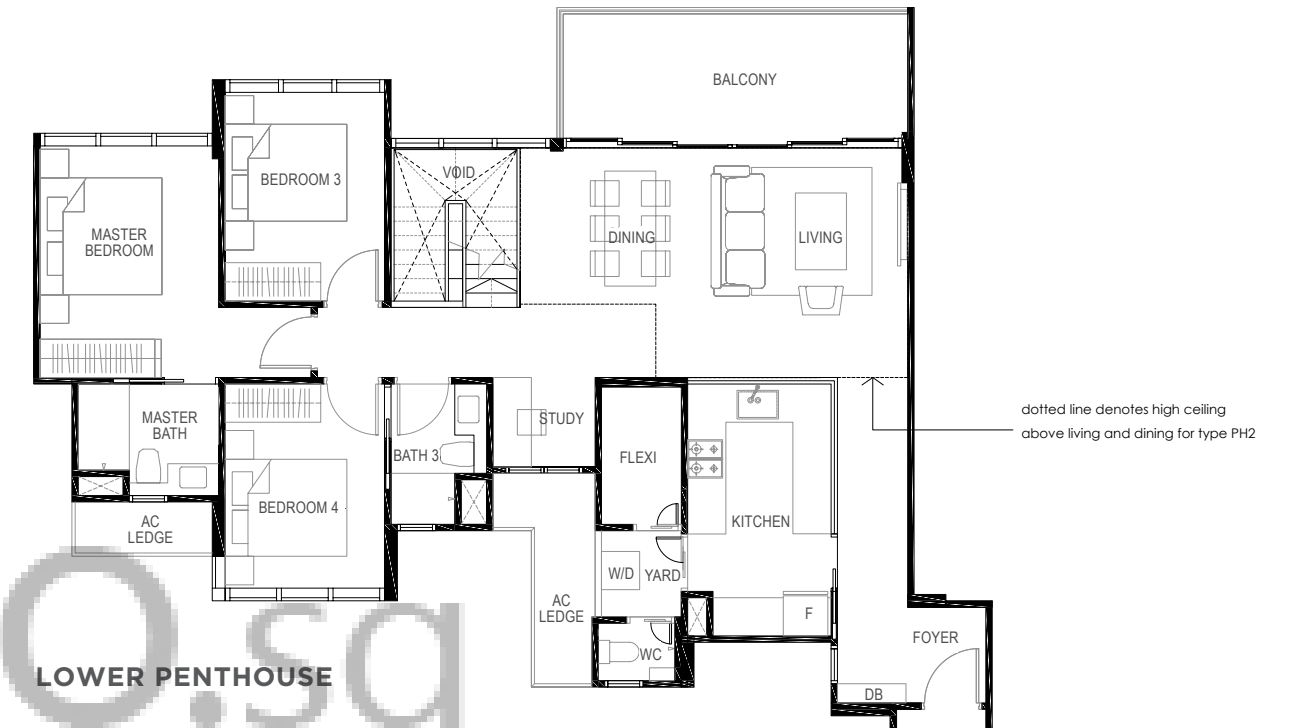 BALCONY
VOID
BEDROOM 3
MASTER
BEDROOM
DINING
LIVING
dotted line denotes high ceiling
above living and dining for type PH2
MASTER
BATH
STUDY
BATH 3
FLEXI
BEDROOM 4
KITCHEN
AC
LEDGE
W/D
YARD
AC
LEDGE
F
WC
FOYER
DB
LOWER PENTHOUSE